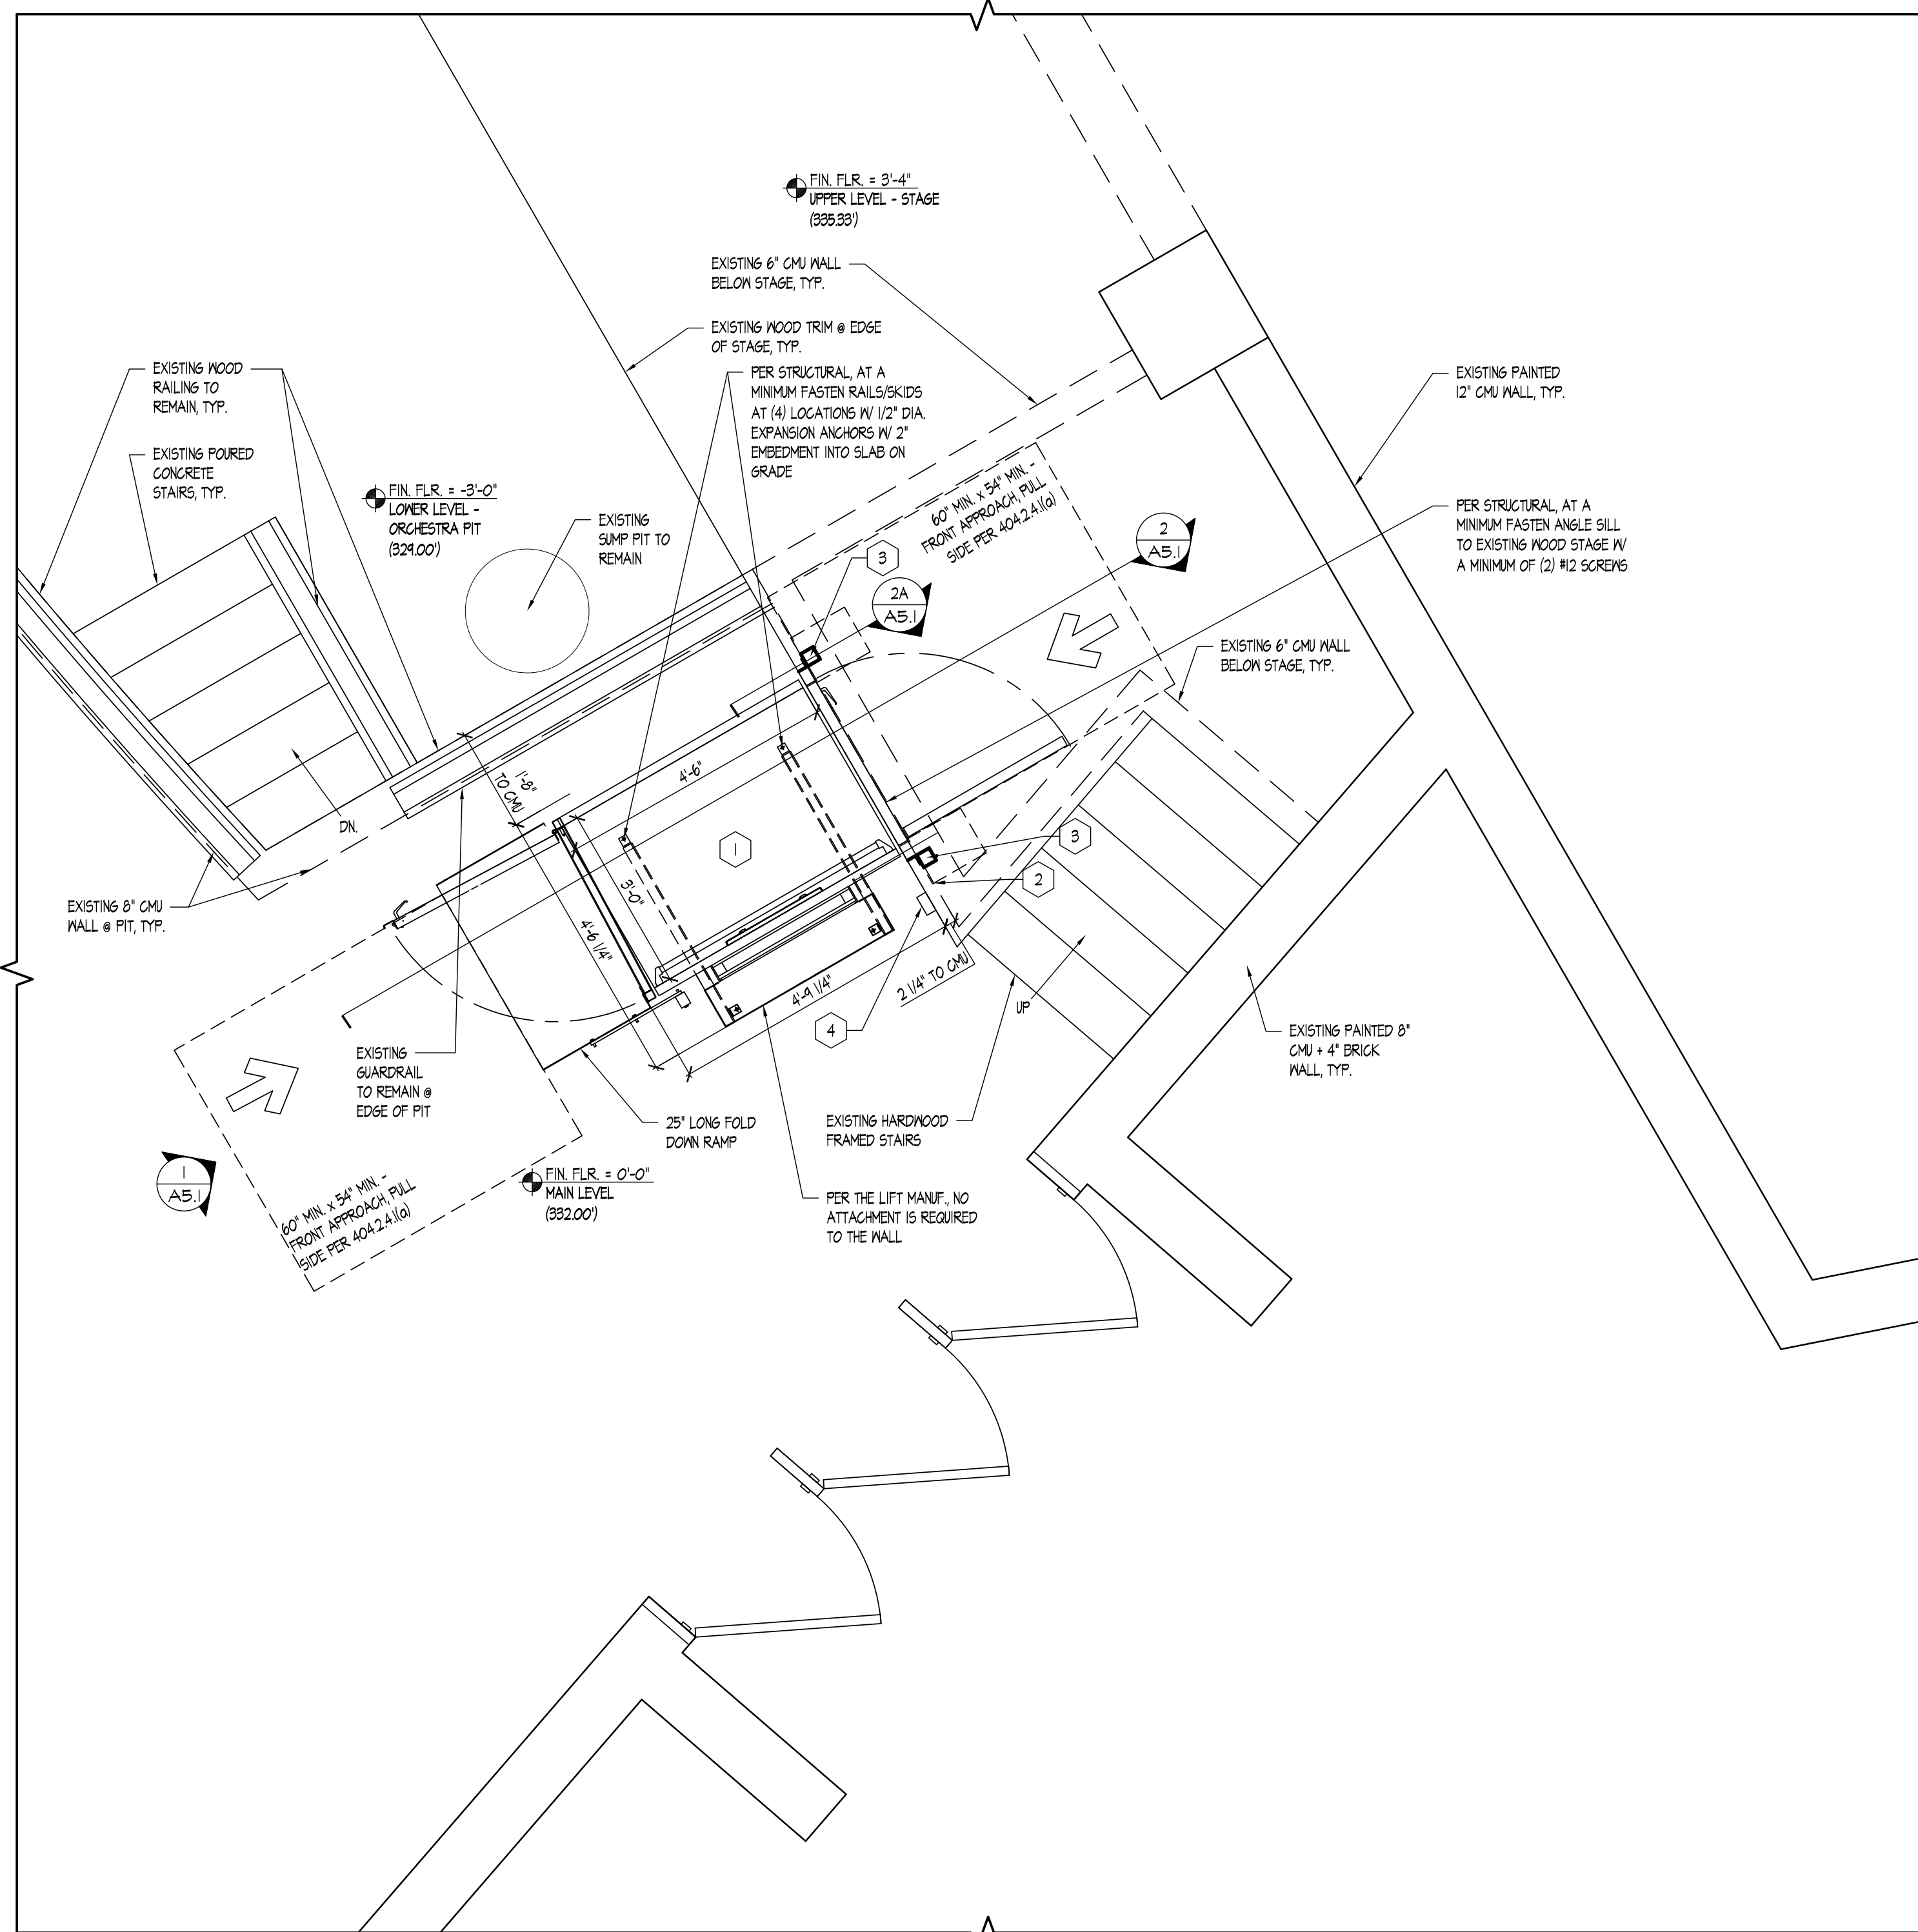 FIN. FLR. = 3'-4"
UPPER LEVEL - STAGE
(335.33')
EXISTING 6" CMU WALL
BELOW STAGE, TYP.
EXISTING WOOD TRIM @ EDGE
OF STAGE, TYP.
PER STRUCTURAL, AT A
MINIMUM FASTEN RAILS/SKIDS
AT (4) LOCATIONS W/ 1/2" DIA.
EXPANSION ANCHORS W/ 2"
EMBEDMENT INTO SLAB ON
GRADE
EXISTING WOOD
RAILING TO
REMAIN, TYP.
EXISTING POURED
CONCRETE
STAIRS, TYP.
FIN. FLR. = -3'-0"
LOWER LEVEL -
ORCHESTRA PIT
(329.00')
EXISTING
SUMP PIT TO
REMAIN
EXISTING PAINTED
12" CMU WALL, TYP.
60" MIN. x 54" MIN. -
FRONT APPROACH, PULL
SIDE PER 404.2.4.1(a)
PER STRUCTURAL, AT A
MINIMUM FASTEN ANGLE SILL
TO EXISTING WOOD STAGE W/
A MINIMUM OF (2) #12 SCREWS
2
A5.1
3
2A
A5.1
EXISTING 6" CMU WALL
BELOW STAGE, TYP.
1'-8"
TO CMU
4'-6"
DN.
1
3
3'-0"
2
4'-6 1/4"
EXISTING 8" CMU
WALL @ PIT, TYP.
4'-9 1/4"
2 1/4" TO CMU
UP
4
EXISTING PAINTED 8"
CMU + 4" BRICK
WALL, TYP.
EXISTING
GUARDRAIL
TO REMAIN @
EDGE OF PIT
25" LONG FOLD
DOWN RAMP
EXISTING HARDWOOD
FRAMED STAIRS
1
A5.1
60" MIN. x 54" MIN. -
FRONT APPROACH, PULL
SIDE PER 404.2.4.1(a)
FIN. FLR. = 0'-0"
MAIN LEVEL
(332.00')
PER THE LIFT MANUF., NO
ATTACHMENT IS REQUIRED
TO THE WALL